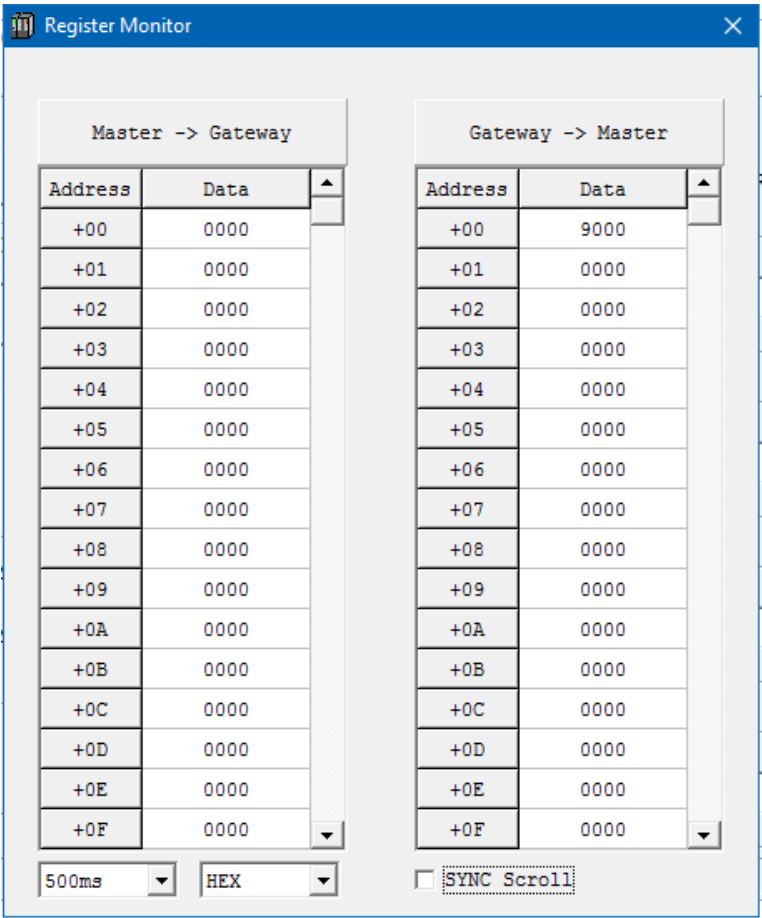 Register Monitor
Master -> Gateway Gateway -> Master
Address Data Address Data
+00 0000 +00 9000
+01 0000 +01 0000
+02 0000 +02 0000
+03 0000 +03 0000
+04 0000 +04 0000
+05 0000 +05 0000
+06 0000 +06 0000
+07 0000 +07 0000
+08 0000 +08 0000
+09 0000 +09 0000
+0A 0000 +0A 0000
+0B 0000 +0B 0000
+0C 0000 +0C 0000
+0D 0000 +0D 0000
+0E 0000 +0E 0000
+0F 0000 +0F 0000
500ms HEX SYNC Scroll